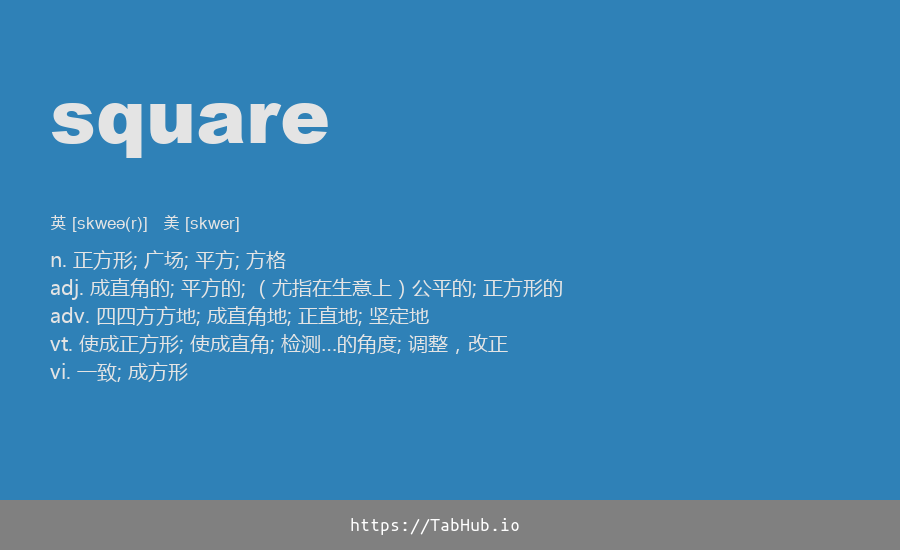 square
英 [skweə(r)] 美 [skwer]
n. 正方形; 广场; 平方; 方格
adj. 成直角的; 平方的; （尤指在生意上）公平的; 正方形的
adv. 四四方方地; 成直角地; 正直地; 坚定地
vt. 使成正方形; 使成直角; 检测…的角度; 调整，改正
vi. 一致; 成方形
https://TabHub.io